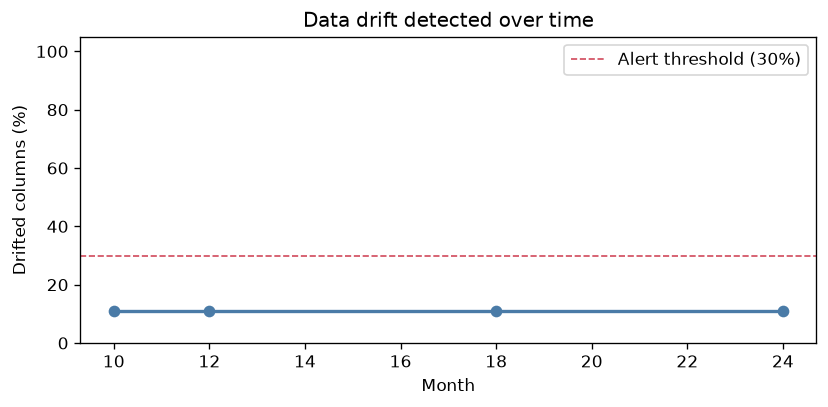 Data drift detected over time
Alert threshold (30%)
Drifted columns (%)
100
80
60
40
20
0
10 12 14 16 18 20 22 24
Month